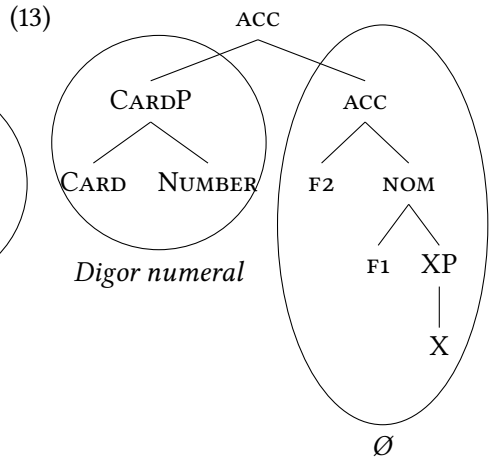 (13) ACC
CARDP ACC
CARD NUMBER F2 NOM
Digor numeral F1 XP
X
Ø